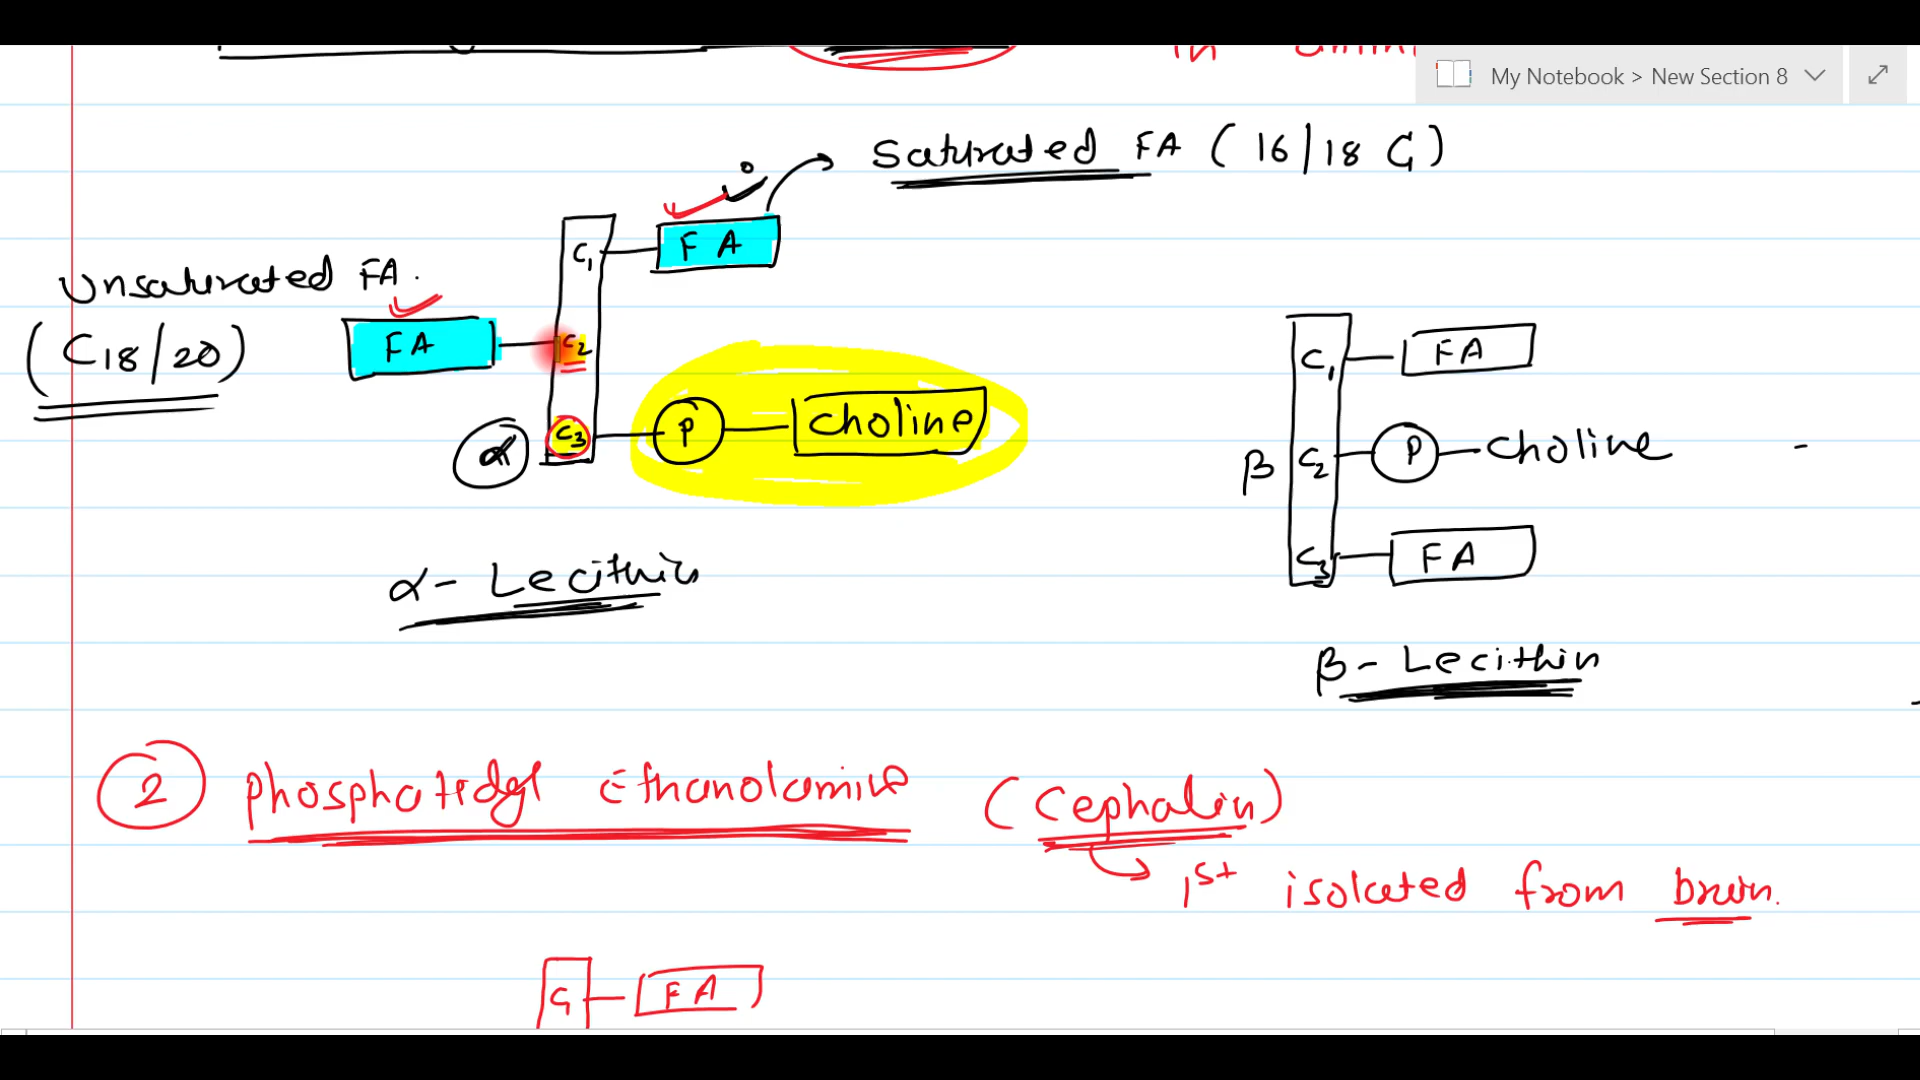 in
My Notebook > New Section 8
Saturated FA (16/18 C)
C1 FA
Unsaturated FA.
(C18/20)
FA C2
α C3 P Choline
α- Lecithin
C1 FA
β C2 P Choline
C3 FA
β- Lecithin
2 Phosphatidyl Ethanolamine (Cephalin)
1st isolated from brain.
C1 FA